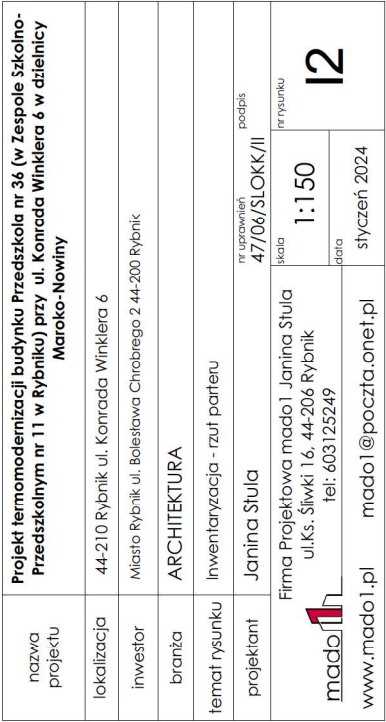 nazwa
projektu
Projekt termomodernizacji budynku Przedszkola nr 36 (w Zespole Szkolno-
Przedszkolnym nr 11 w Rybniku) przy ul. Konrada Winklera 6 w dzielnicy
Maroko-Nowiny
lokalizacja
44-210 Rybnik ul. Konrada Winklera 6
inwestor
Miasto Rybnik ul. Bolesława Chrobrego 2 44-200 Rybnik
branża
ARCHITEKTURA
temat rysunku
Inwentaryzacja - rzut parteru
projektant
Janina Stula
nr uprawnień
47/06/SLOKK/II
podpis
mado1
Firma Projektowa mado1 Janina Stula
ul.Ks. Śliwki 16, 44-206 Rybnik
tel: 603125249
www.mado1.pl mado1@poczta.onet.pl
skala
1:150
data
styczeń 2024
nr rysunku
I2